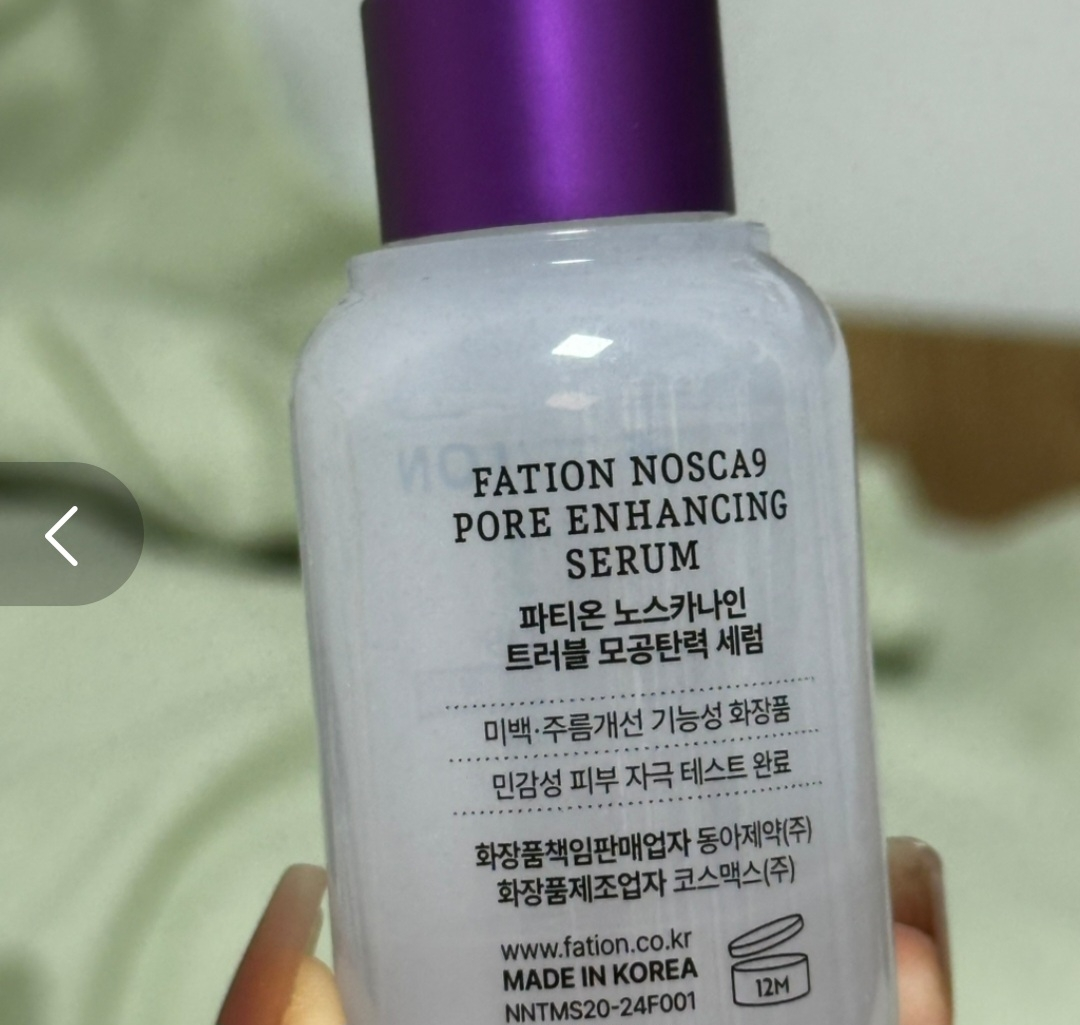 FATION NOSCA9
PORE ENHANCING
SERUM
파티온 노스카나인
트러블 모공탄력 세럼
미백·주름개선 기능성 화장품
민감성 피부 자극 테스트 완료
화장품책임판매업자 동아제약(주)
화장품제조업자 코스맥스(주)
www.fation.co.kr
MADE IN KOREA
NNTMS20-24F001
12M